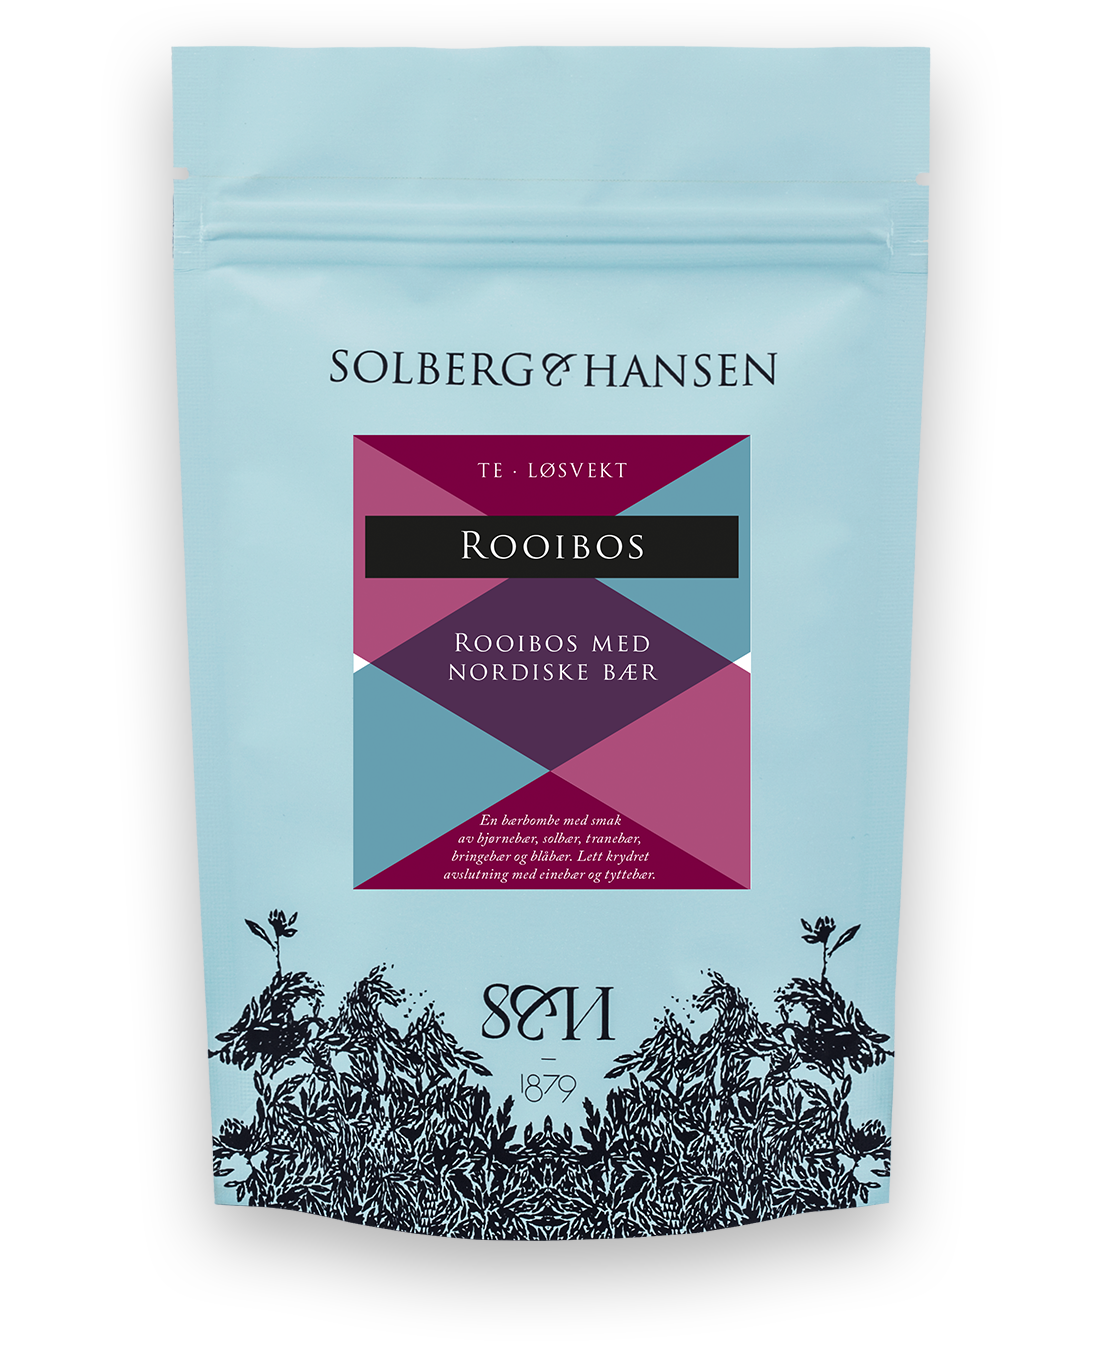 SOLBERG & HANSEN
TE · LØSVEKT
ROOIBOS
ROOIBOS MED
NORDISKE BÆR
En bærbombe med smak
av bjørnebær, solbær, tranebær,
bringebær og blåbær. Lett krydret
avslutning med einebær og tyttebær.
S&H
–
1879